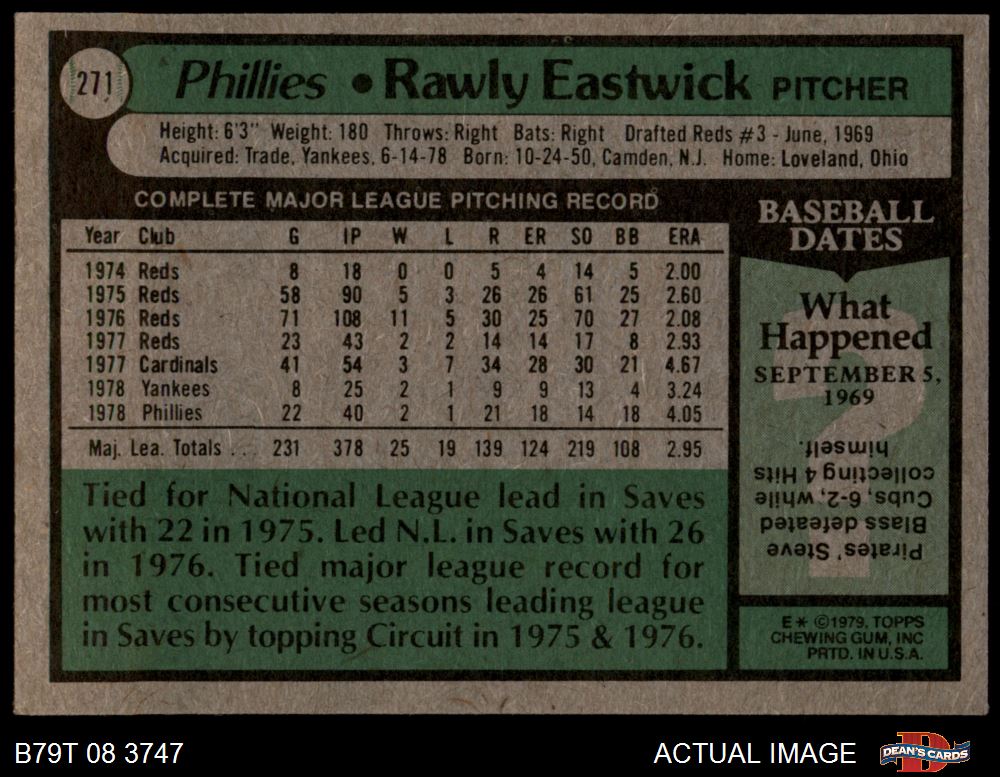 271
Phillies • Rawly Eastwick PITCHER
Height: 6'3" Weight: 180 Throws: Right Bats: Right Drafted Reds #3 - June, 1969
Acquired: Trade, Yankees, 6-14-78 Born: 10-24-50, Camden, N.J. Home: Loveland, Ohio
COMPLETE MAJOR LEAGUE PITCHING RECORD
Year Club G IP W L R ER SO BB ERA
1974 Reds 8 18 0 0 5 4 14 5 2.00
1975 Reds 58 90 5 3 26 26 61 25 2.60
1976 Reds 71 108 11 5 30 25 70 27 2.08
1977 Reds 23 43 2 2 14 14 17 8 2.93
1977 Cardinals 41 54 3 7 34 28 30 21 4.67
1978 Yankees 8 25 2 1 9 9 13 4 3.24
1978 Phillies 22 40 2 1 21 18 14 18 4.05
Maj. Lea. Totals . . . 231 378 25 19 139 124 219 108 2.95
Tied for National League lead in Saves
with 22 in 1975. Led N.L. in Saves with 26
in 1976. Tied major league record for
most consecutive seasons leading league
in Saves by topping Circuit in 1975 & 1976.
BASEBALL
DATES
What
Happened
SEPTEMBER 5,
1969
?
Pirates' Steve
Blass defeated
Cubs, 6-2, while
collecting 4 Hits
himself.
E * ©1979, TOPPS
CHEWING GUM, INC
PRTD. IN U.S.A.
B79T 08 3747
ACTUAL IMAGE
D
DEAN'S CARDS